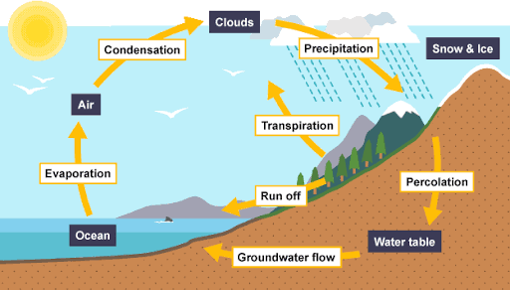 Clouds
Condensation
Precipitation
Snow & Ice
Air
Transpiration
Evaporation
Percolation
Run off
Ocean
Water table
Groundwater flow